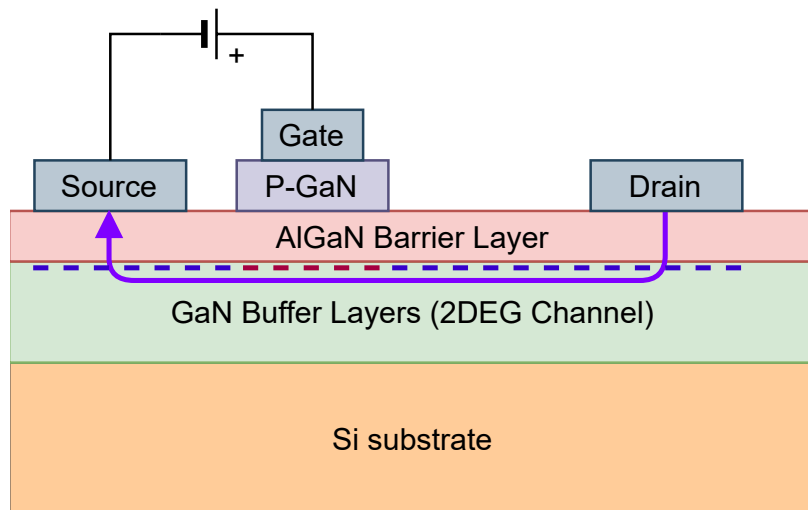 +
Gate
Source
P-GaN
Drain
AlGaN Barrier Layer
GaN Buffer Layers (2DEG Channel)
Si substrate